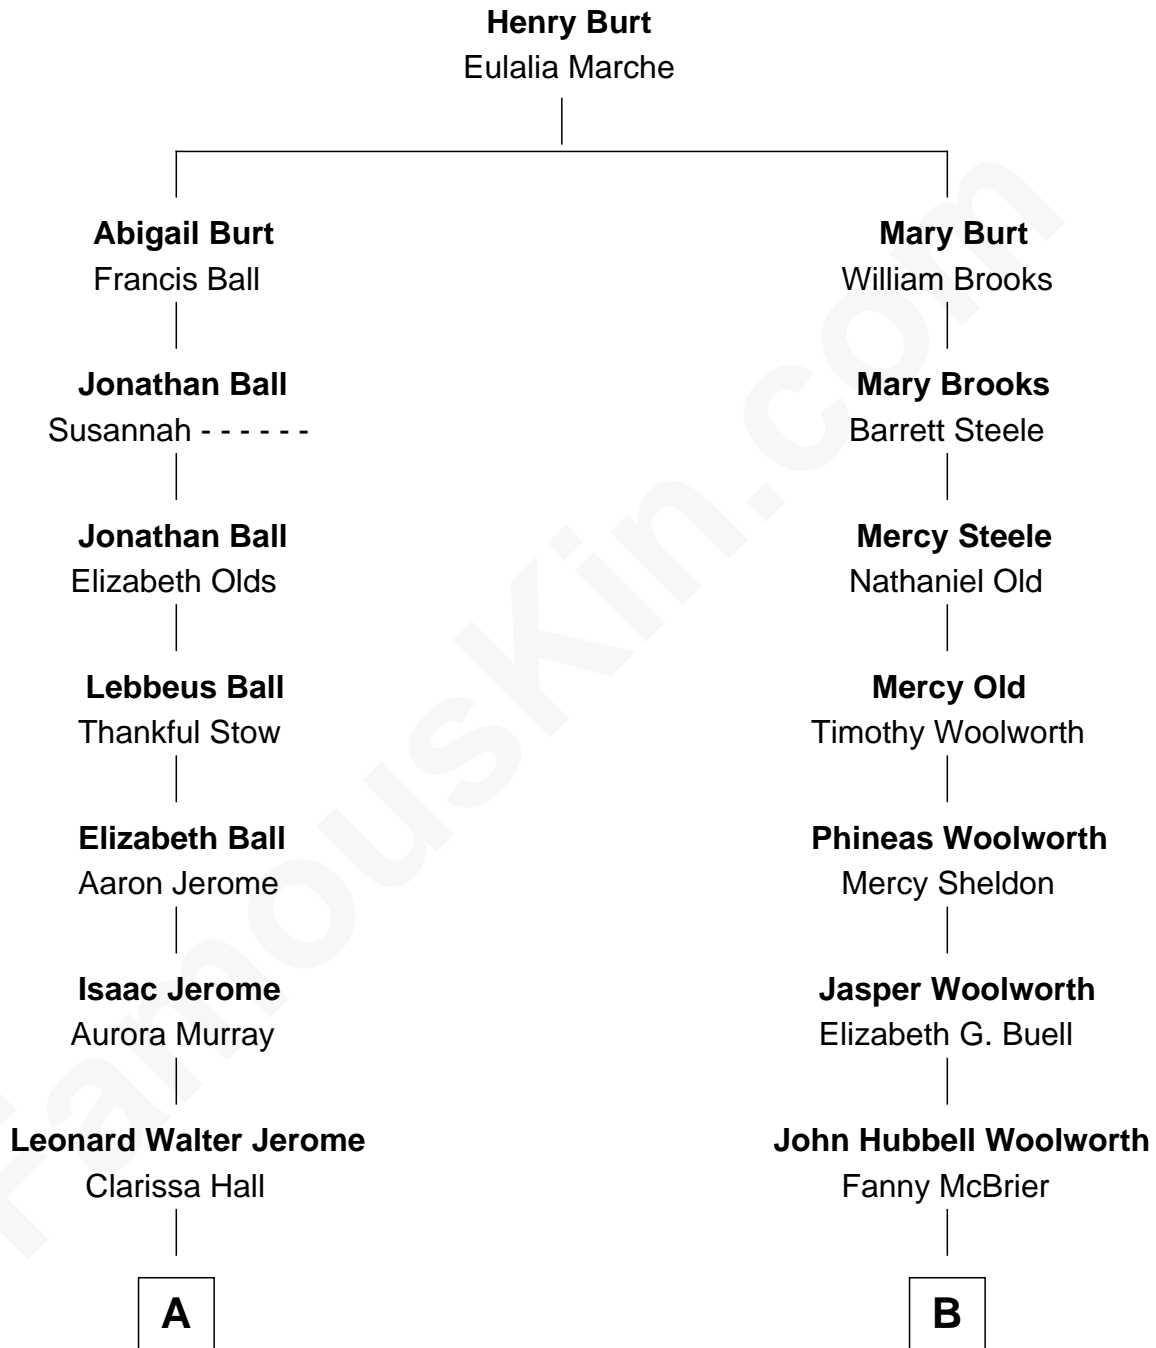 Henry Burt
Eulalia Marche
Abigail Burt
Francis Ball
Mary Burt
William Brooks
Jonathan Ball
Susannah - - - - - -
Mary Brooks
Barrett Steele
Jonathan Ball
Elizabeth Olds
Mercy Steele
Nathaniel Old
Lebbeus Ball
Thankful Stow
Mercy Old
Timothy Woolworth
Elizabeth Ball
Aaron Jerome
Phineas Woolworth
Mercy Sheldon
Isaac Jerome
Aurora Murray
Jasper Woolworth
Elizabeth G. Buell
Leonard Walter Jerome
Clarissa Hall
John Hubbell Woolworth
Fanny McBrier
A
B
FamousKin.com